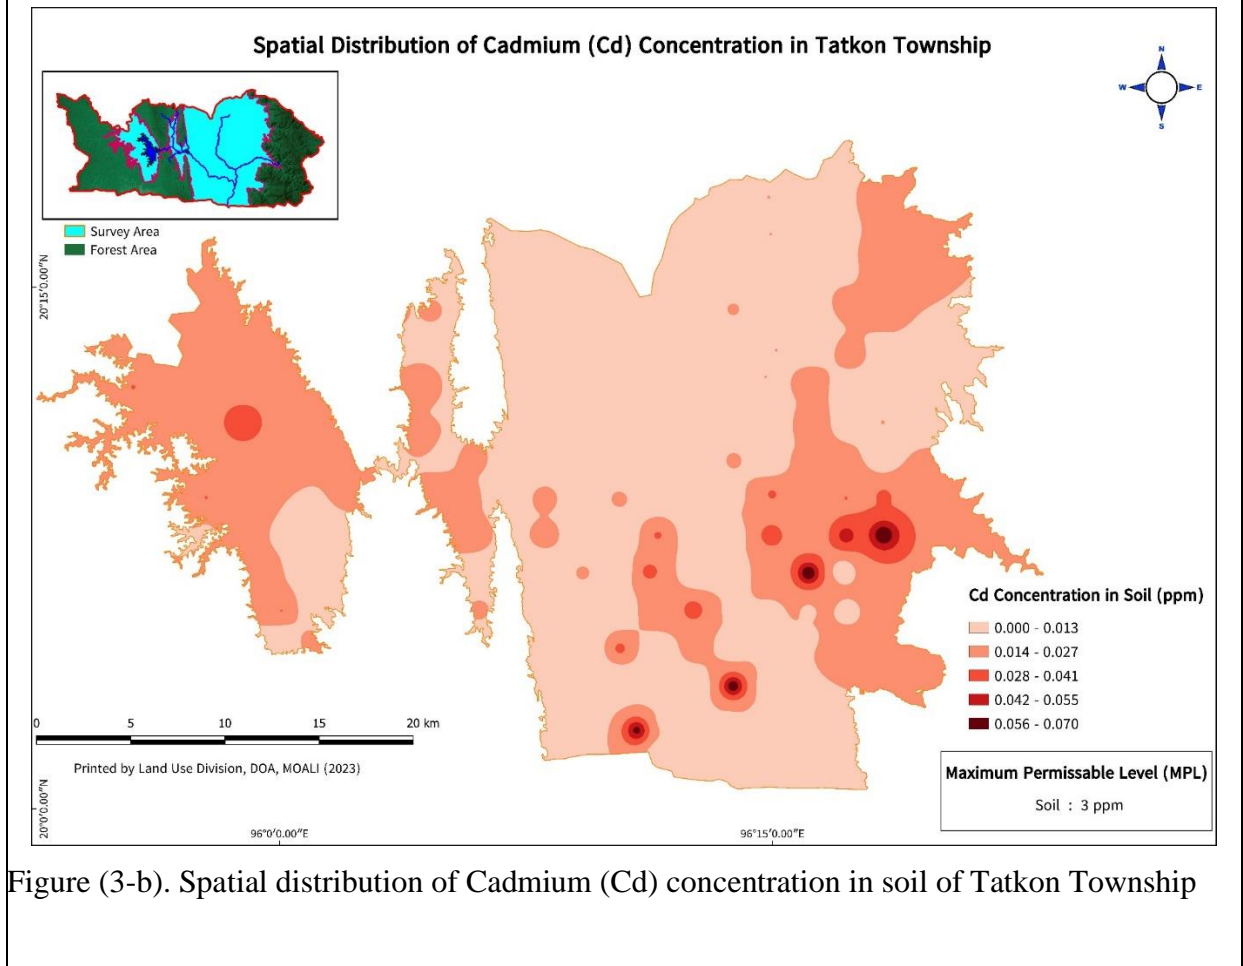 Spatial Distribution of Cadmium (Cd) Concentration in Tatkon Township
N
W
E
S
Survey Area
Forest Area
20°15'0.00"N
Cd Concentration in Soil (ppm)
0.000 - 0.013
0.014 - 0.027
0.028 - 0.041
0.042 - 0.055
0.056 - 0.070
0 5 10 15 20 km
Printed by Land Use Division, DOA, MOALI (2023)
Maximum Permissable Level (MPL)
Soil : 3 ppm
20°0'0.00"N
96°0'0.00"E
96°15'0.00"E
Figure (3-b). Spatial distribution of Cadmium (Cd) concentration in soil of Tatkon Township